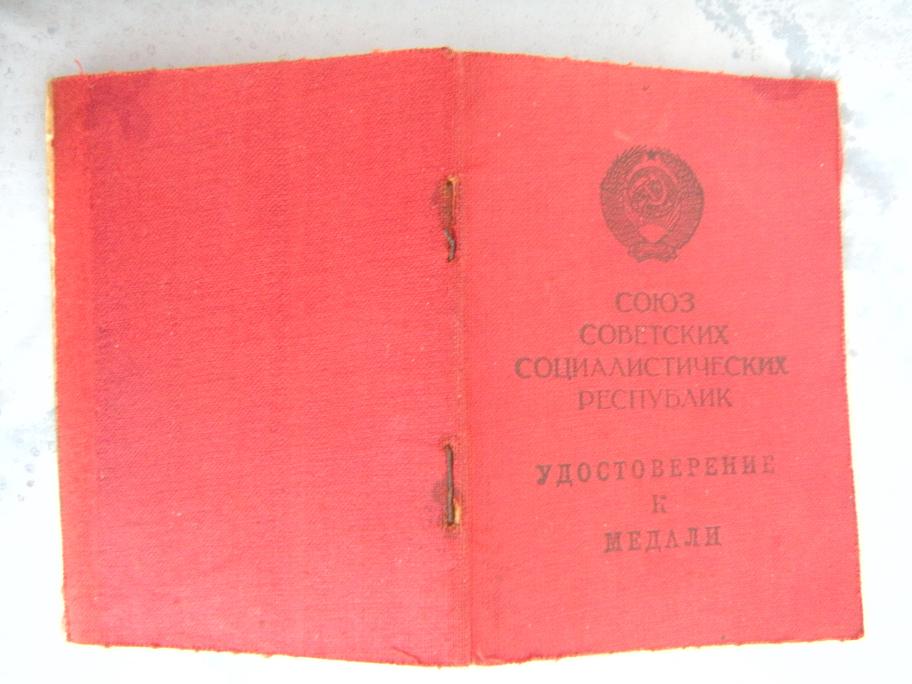 СОЮЗ
СОВЕТСКИХ
СОЦИАЛИСТИЧЕСКИХ
РЕСПУБЛИК
УДОСТОВЕРЕНИЕ
К
МЕДАЛИ